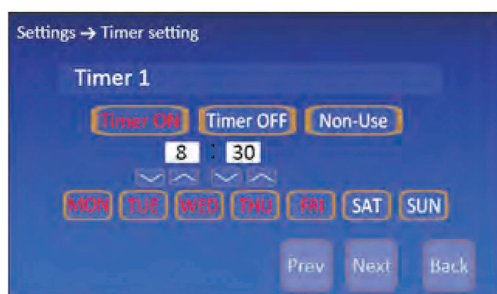 Settings → Timer setting
Timer 1
Timer ON Timer OFF Non-Use
8 : 30
MON TUE WED THU FRI SAT SUN
Prev Next Back